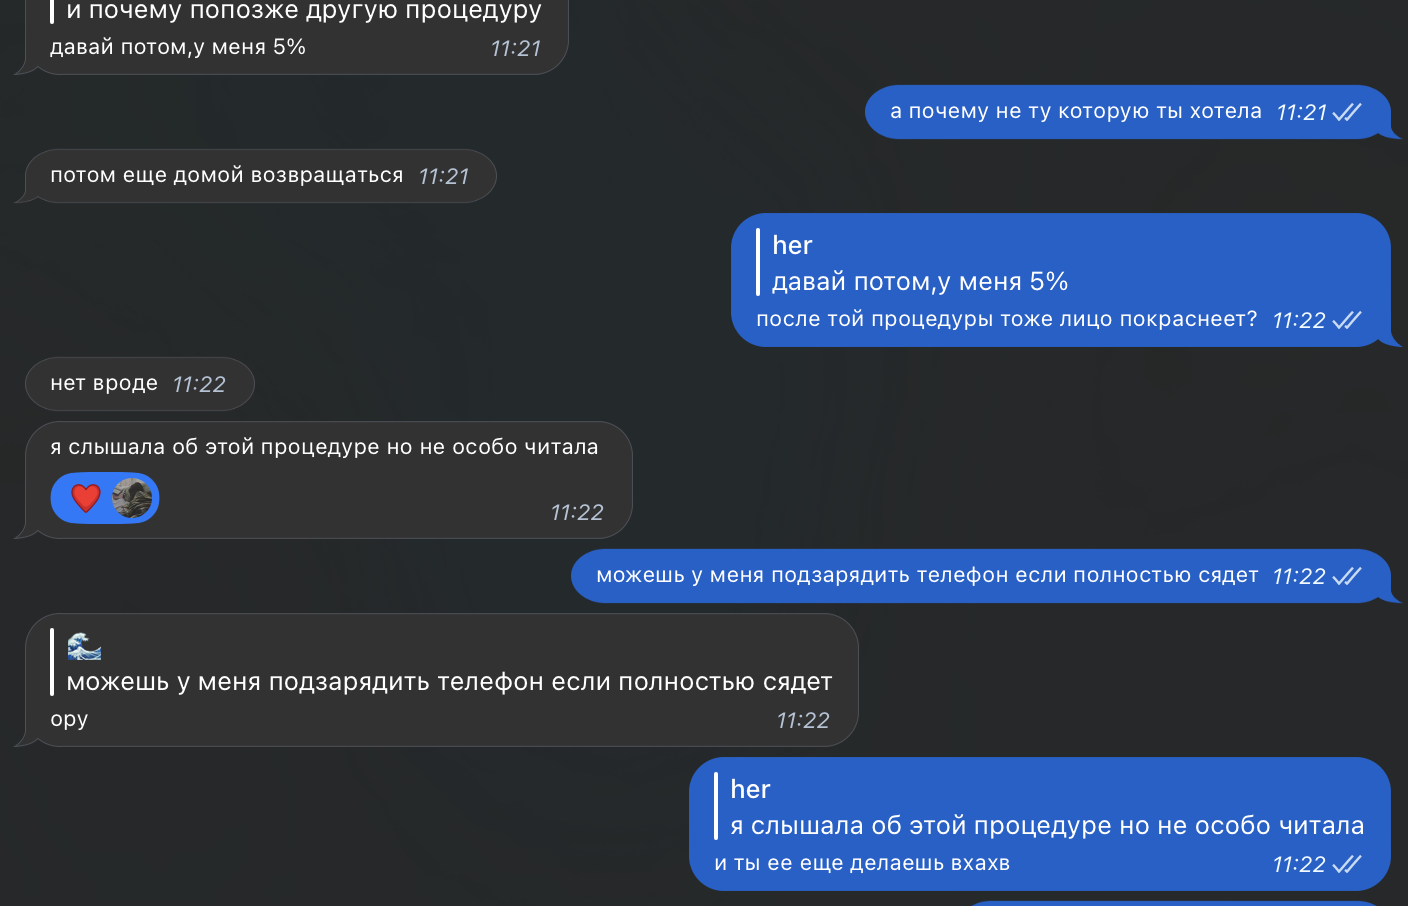 и почему попозже другую процедуру
давай потом,у меня 5% 11:21
а почему не ту которую ты хотела 11:21
потом еще домой возвращаться 11:21
her
давай потом,у меня 5%
после той процедуры тоже лицо покраснеет? 11:22
нет вроде 11:22
я слышала об этой процедуре но не особо читала
11:22
можешь у меня подзарядить телефон если полностью сядет 11:22
🌊
можешь у меня подзарядить телефон если полностью сядет
ору 11:22
her
я слышала об этой процедуре но не особо читала
и ты ее еще делаешь вхахв 11:22